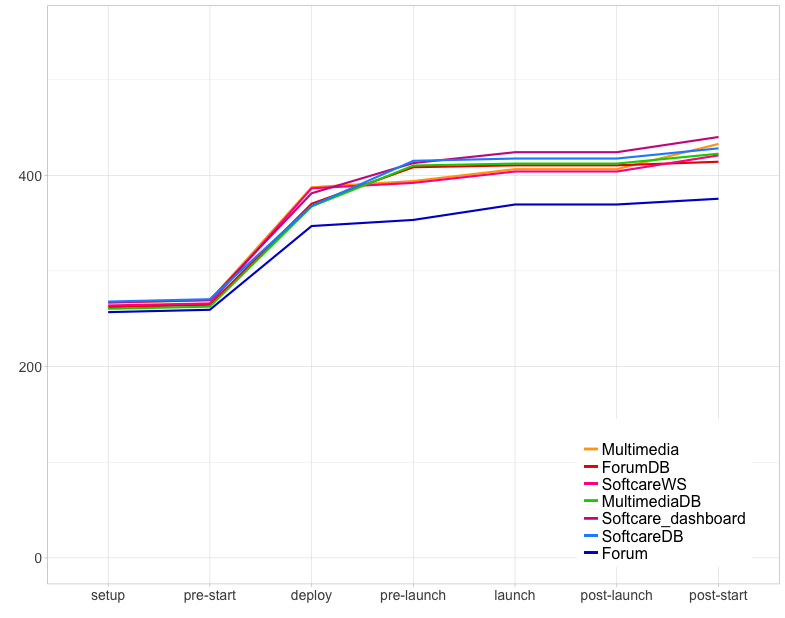 400
200
0
Multimedia
ForumDB
SoftcareWS
MultimediaDB
Softcare_dashboard
SoftcareDB
Forum
setup pre-start deploy pre-launch launch post-launch post-start